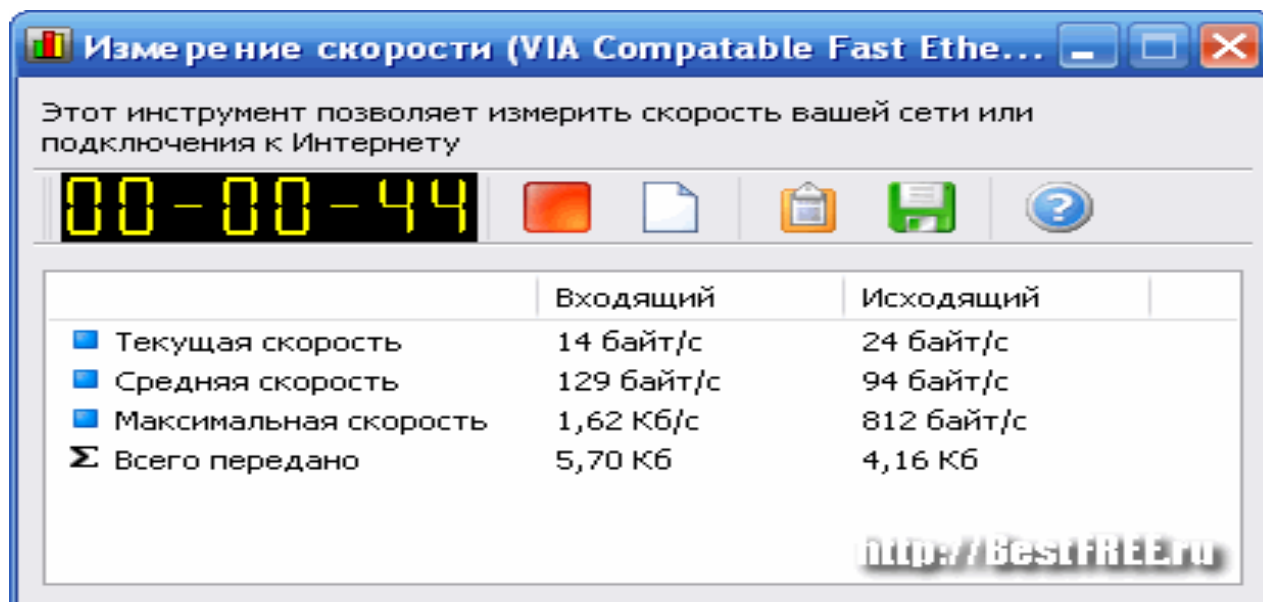 Измерение скорости (VIA Compatable Fast Ethe...
Этот инструмент позволяет измерить скорость вашей сети или
подключения к Интернету
00-00-44
Входящий Исходящий
Текущая скорость 14 байт/с 24 байт/с
Средняя скорость 129 байт/с 94 байт/с
Максимальная скорость 1,62 Кб/с 812 байт/с
Σ Всего передано 5,70 Кб 4,16 Кб
http://BestFREE.ru